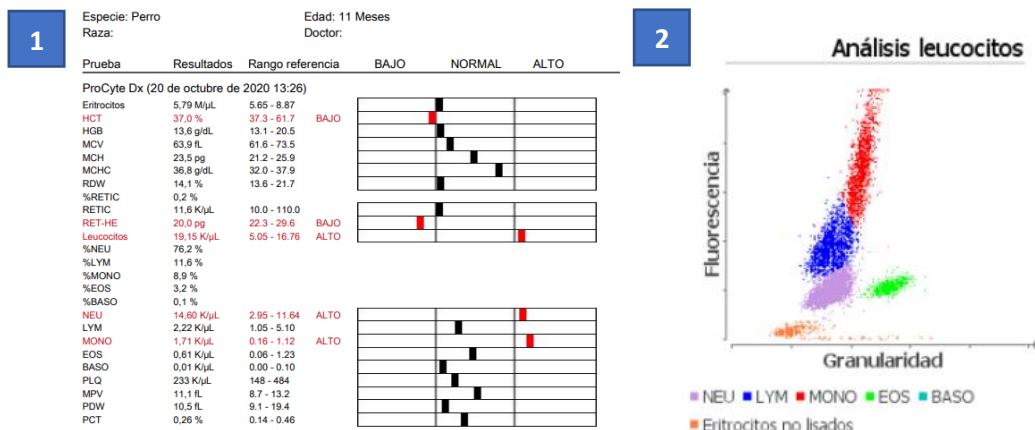 1
Especie: Perro Edad: 11 Meses
Raza: Doctor:
Prueba Resultados Rango referencia BAJO NORMAL ALTO
ProCyte Dx (20 de octubre de 2020 13:26)
Eritrocitos 5,79 M/µL 5.65 - 8.87
HCT 37,0 % 37.3 - 61.7 BAJO
HGB 13,6 g/dL 13.1 - 20.5
MCV 63,9 fL 61.6 - 73.5
MCH 23,5 pg 21.2 - 25.9
MCHC 36,8 g/dL 32.0 - 37.9
RDW 14,1 % 13.6 - 21.7
%RETIC 0,2 %
RETIC 11,6 K/µL 10.0 - 110.0
RET-HE 20,0 pg 22.3 - 29.6 BAJO
Leucocitos 19,15 K/µL 5.05 - 16.76 ALTO
%NEU 76,2 %
%LYM 11,6 %
%MONO 8,9 %
%EOS 3,2 %
%BASO 0,1 %
NEU 14,60 K/µL 2.95 - 11.64 ALTO
LYM 2,22 K/µL 1.05 - 5.10
MONO 1,71 K/µL 0.16 - 1.12 ALTO
EOS 0,61 K/µL 0.06 - 1.23
BASO 0,01 K/µL 0.00 - 0.10
PLQ 233 K/µL 148 - 484
MPV 11,1 fL 8.7 - 13.2
PDW 10,5 fL 9.1 - 19.4
PCT 0,26 % 0.14 - 0.46
2
Análisis leucocitos
Fluorescencia
Granularidad
NEU LYM MONO EOS BASO
Eritrocitos no lisados